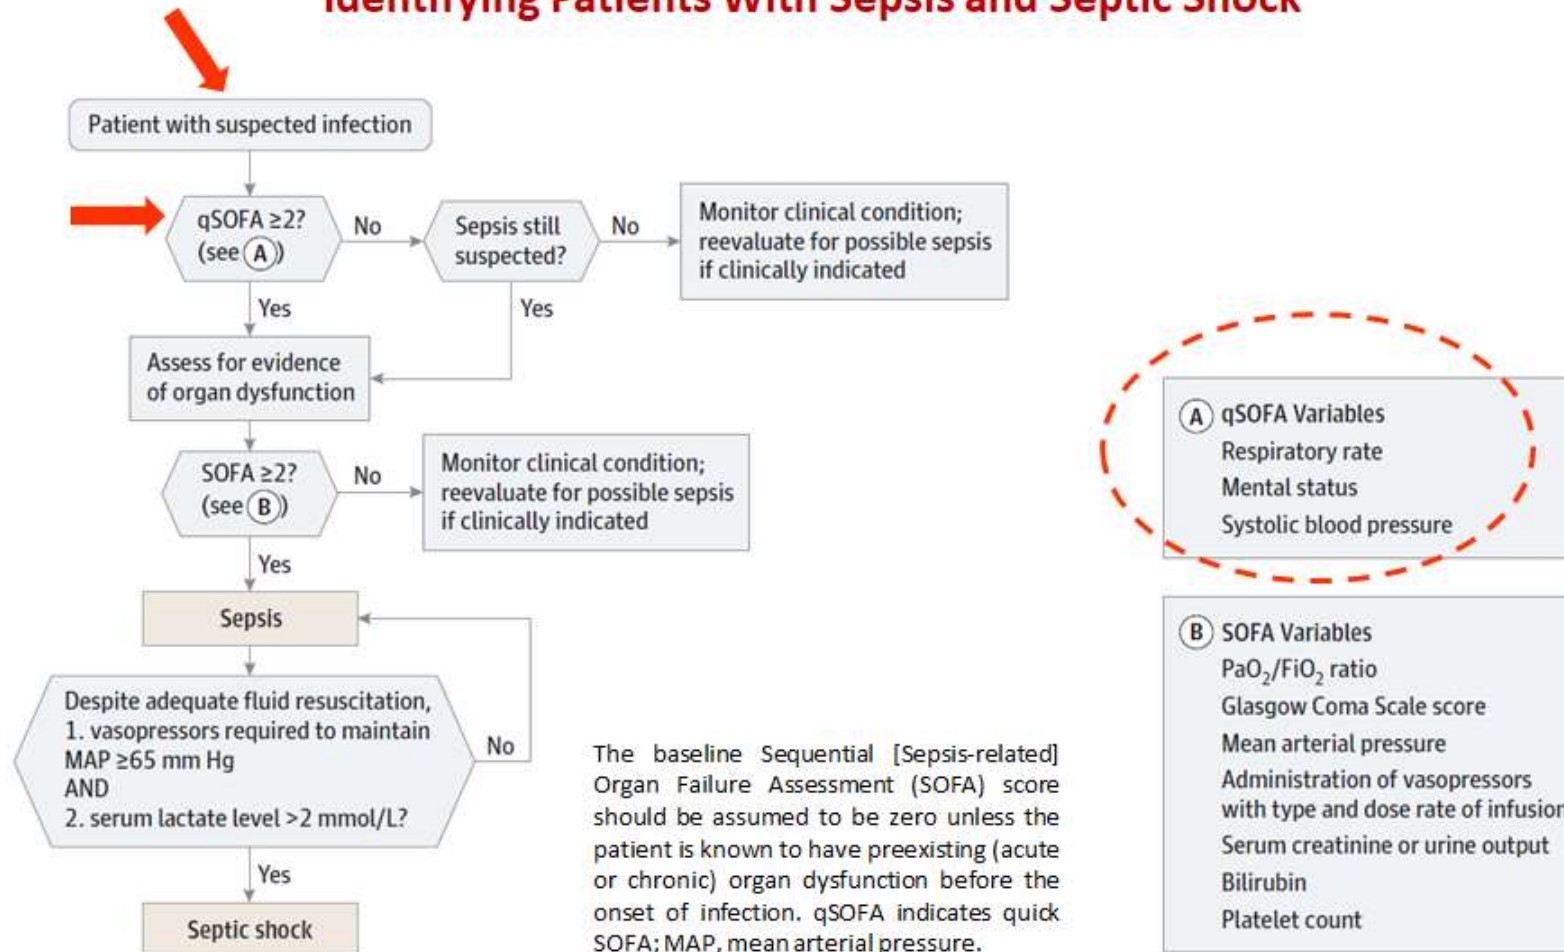 Identifying Patients With Sepsis and Septic Shock
Patient with suspected infection
qSOFA ≥2?
(see A)
No
Sepsis still
suspected?
No
Monitor clinical condition;
reevaluate for possible sepsis
if clinically indicated
Yes
Yes
Assess for evidence
of organ dysfunction
SOFA ≥2?
(see B)
No
Monitor clinical condition;
reevaluate for possible sepsis
if clinically indicated
Yes
Sepsis
Despite adequate fluid resuscitation,
1. vasopressors required to maintain
MAP ≥65 mm Hg
AND
2. serum lactate level >2 mmol/L?
No
Yes
Septic shock
The baseline Sequential [Sepsis-related]
Organ Failure Assessment (SOFA) score
should be assumed to be zero unless the
patient is known to have preexisting (acute
or chronic) organ dysfunction before the
onset of infection. qSOFA indicates quick
SOFA; MAP, mean arterial pressure.
A qSOFA Variables
Respiratory rate
Mental status
Systolic blood pressure
B SOFA Variables
PaO₂/FiO₂ ratio
Glasgow Coma Scale score
Mean arterial pressure
Administration of vasopressors
with type and dose rate of infusion
Serum creatinine or urine output
Bilirubin
Platelet count